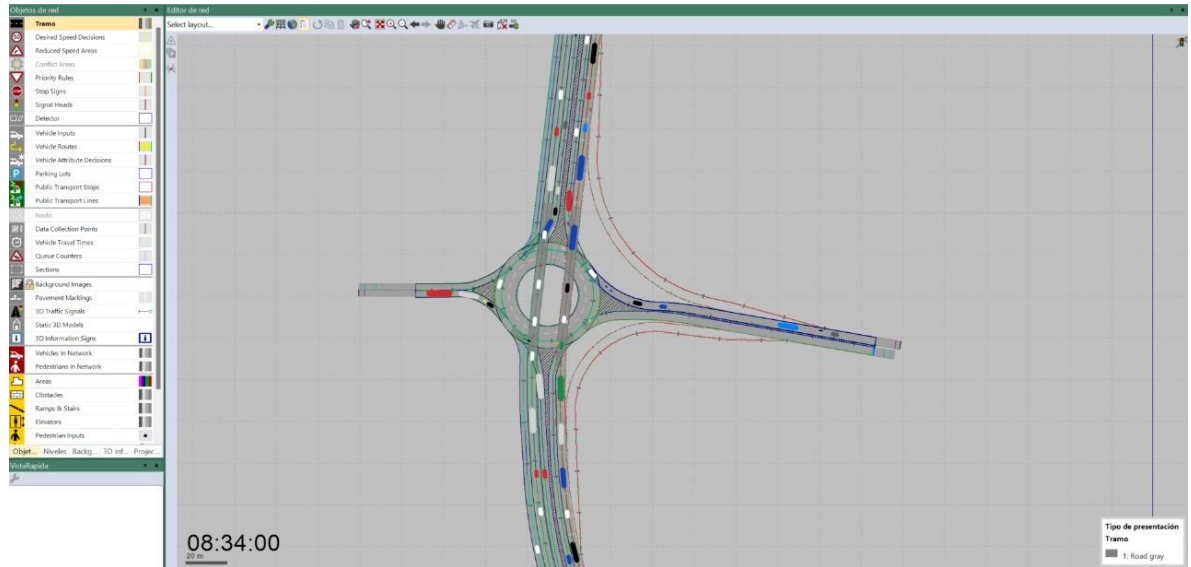 Objetos de red
Tramo
Desired Speed Decisions
Reduced Speed Areas
Conflict Areas
Priority Rules
STOP
Stop Signs
Signal Heads
Detector
Vehicle Inputs
Vehicle Routes
Vehicle Attribute Decisions
P
Parking Lots
Public Transport Stops
Public Transport Lines
Nodo
Data Collection Points
Vehicle Travel Times
Queue Counters
Sections
Background Images
Pavement Markings
3D Traffic Signals
Static 3D Models
3D Information Signs
Vehicles In Network
Pedestrians In Network
Areas
Obstacles
Ramps & Stairs
Elevators
Pedestrian Inputs
Objet... Niveles Backg... 3D inf... Projec...
VistaRapida
Editor de red
Select layout...
08:34:00
20 m
Tipo de presentación
Tramo
1: Road gray